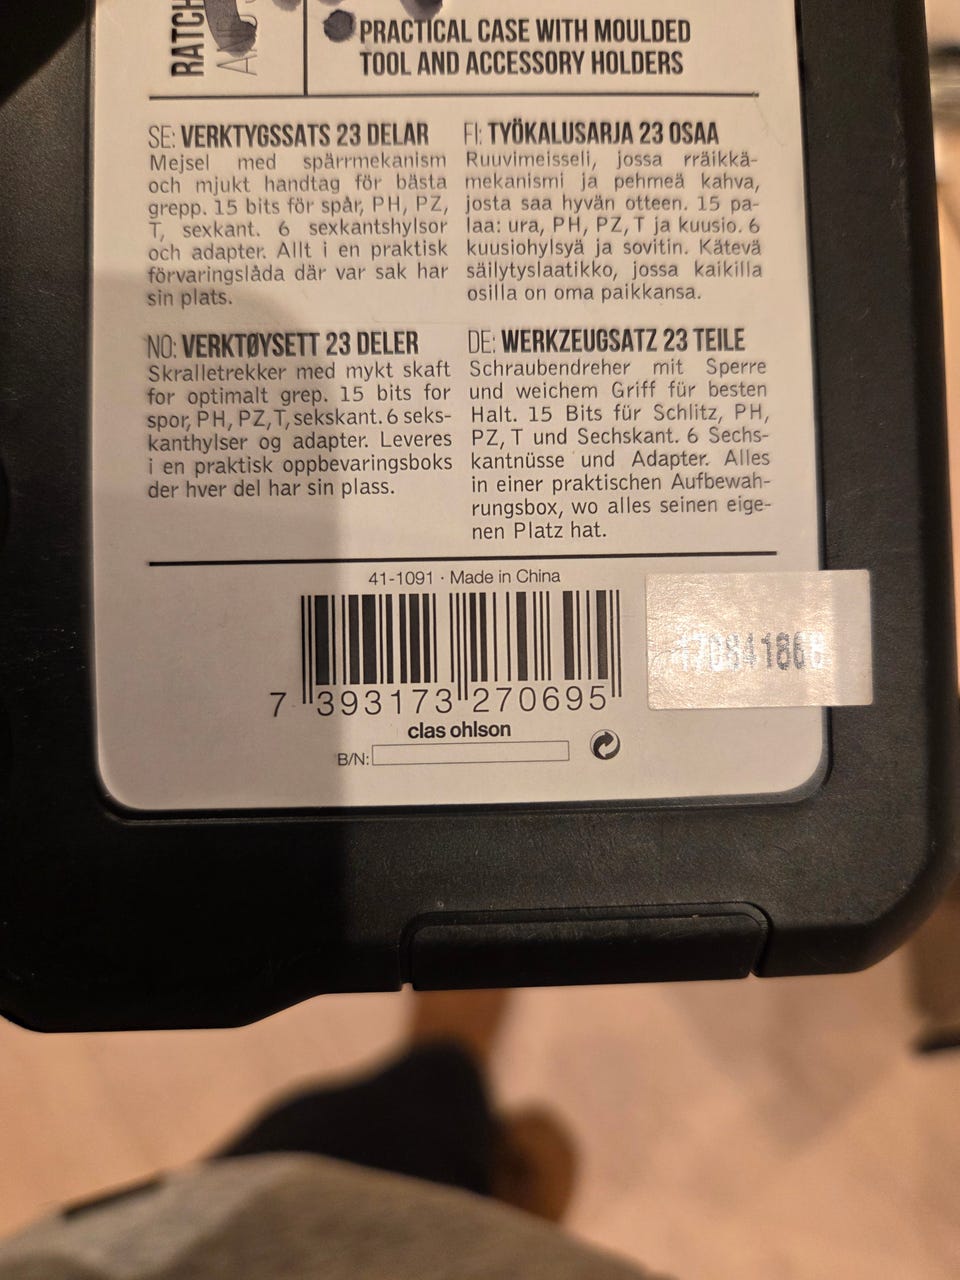 RATCH
PRACTICAL CASE WITH MOULDED
TOOL AND ACCESSORY HOLDERS
SE: VERKTYGSSATS 23 DELAR
Mejsel med spärrmekanism
och mjukt handtag för bästa
grepp. 15 bits för spår, PH, PZ,
T, sexkant. 6 sexkantshylsor
och adapter. Allt i en praktisk
förvaringslåda där var sak har
sin plats.
FI: TYÖKALUSARJA 23 OSAA
Ruuvimeisseli, jossa rräikkä-
mekanismi ja pehmeä kahva,
josta saa hyvän otteen. 15 pa-
laa: ura, PH, PZ, T ja kuusio. 6
kuusiohylsyä ja sovitin. Kätevä
säilytyslaatikko, jossa kaikilla
osilla on oma paikkansa.
NO: VERKTØYSETT 23 DELER
Skralletrekker med mykt skaft
for optimalt grep. 15 bits for
spor, PH, PZ, T, sekskant. 6 seks-
kanthylser og adapter. Leveres
i en praktisk oppbevaringsboks
der hver del har sin plass.
DE: WERKZEUGSATZ 23 TEILE
Schraubendreher mit Sperre
und weichem Griff für besten
Halt. 15 Bits für Schlitz, PH,
PZ, T und Sechskant. 6 Sechs-
kantnüsse und Adapter. Alles
in einer praktischen Aufbewah-
rungsbox, wo alles seinen eige-
nen Platz hat.
41-1091 · Made in China
7 393173 270695
clas ohlson
B/N: